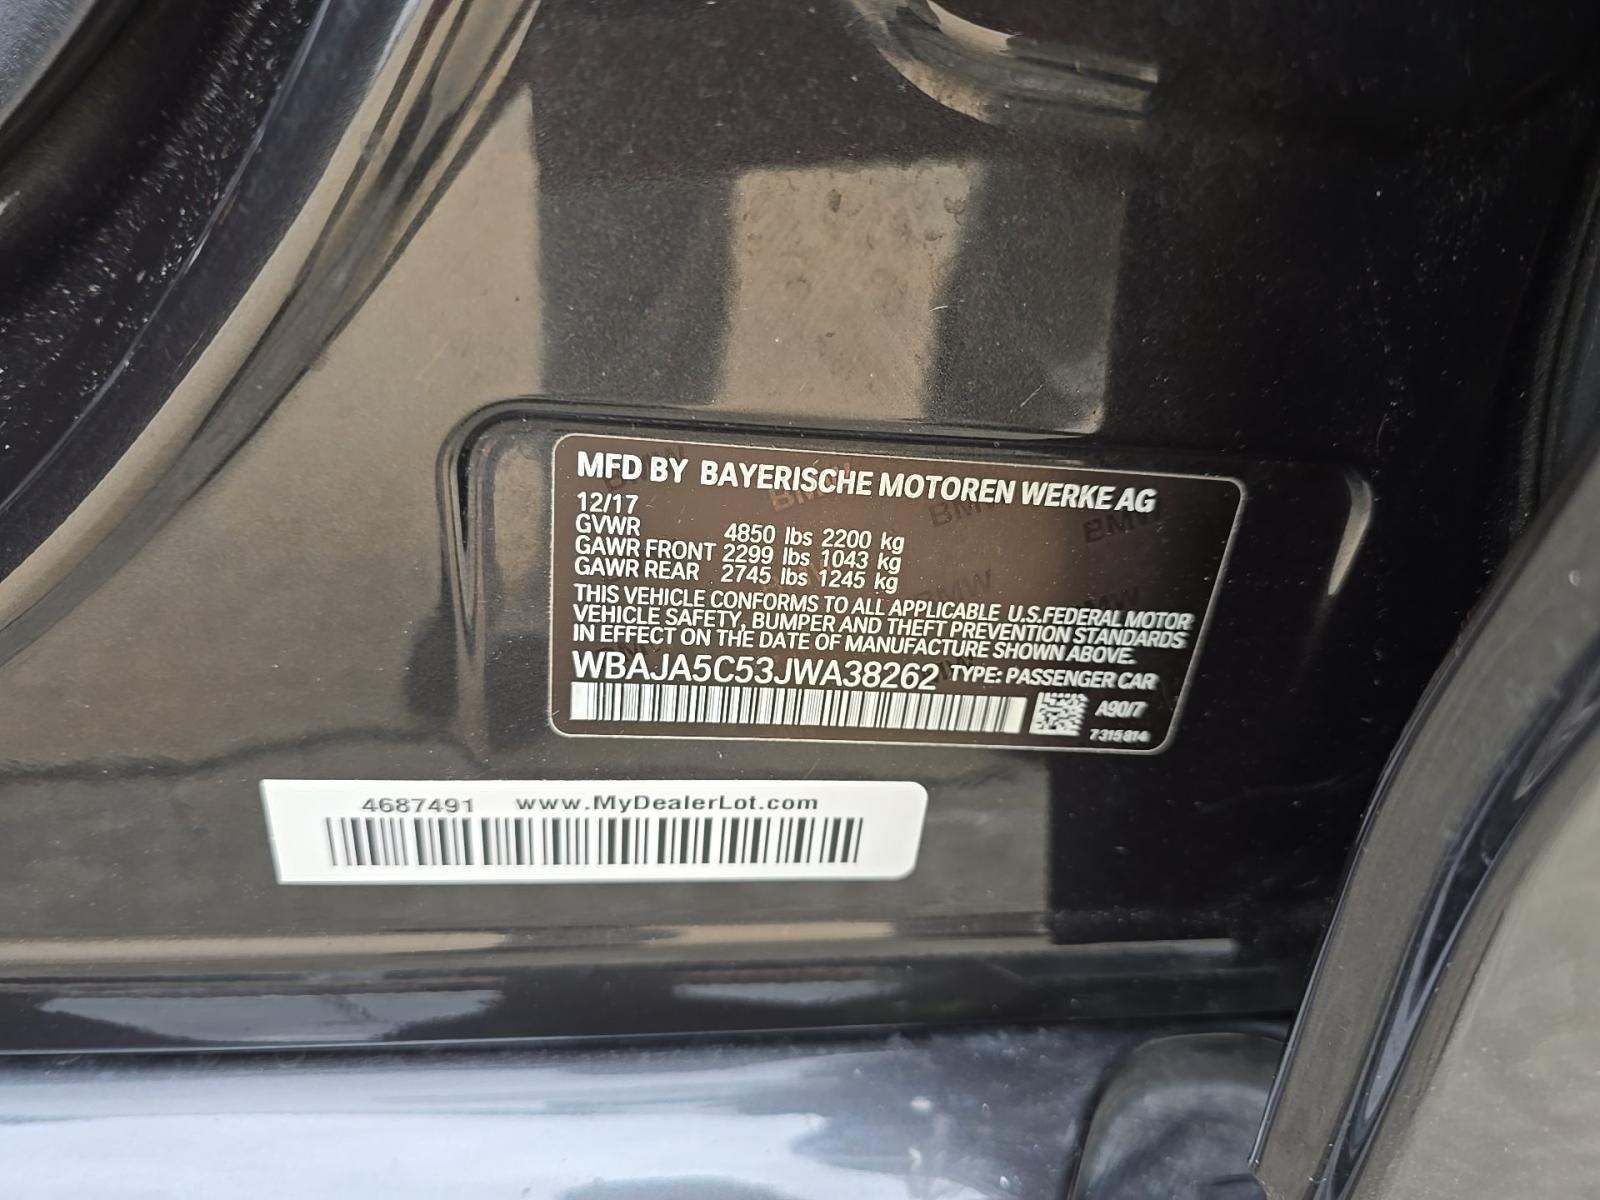 MFD BY BAYERISCHE MOTOREN WERKE AG
12/17
GVWR 4850 lbs 2200 kg
GAWR FRONT 2299 lbs 1043 kg
GAWR REAR 2745 lbs 1245 kg
THIS VEHICLE CONFORMS TO ALL APPLICABLE U.S.FEDERAL MOTOR
VEHICLE SAFETY, BUMPER AND THEFT PREVENTION STANDARDS
IN EFFECT ON THE DATE OF MANUFACTURE SHOWN ABOVE.
WBAJA5C53JWA38262 TYPE: PASSENGER CAR
A90/7
7315814
4687491 www.MyDealerLot.com